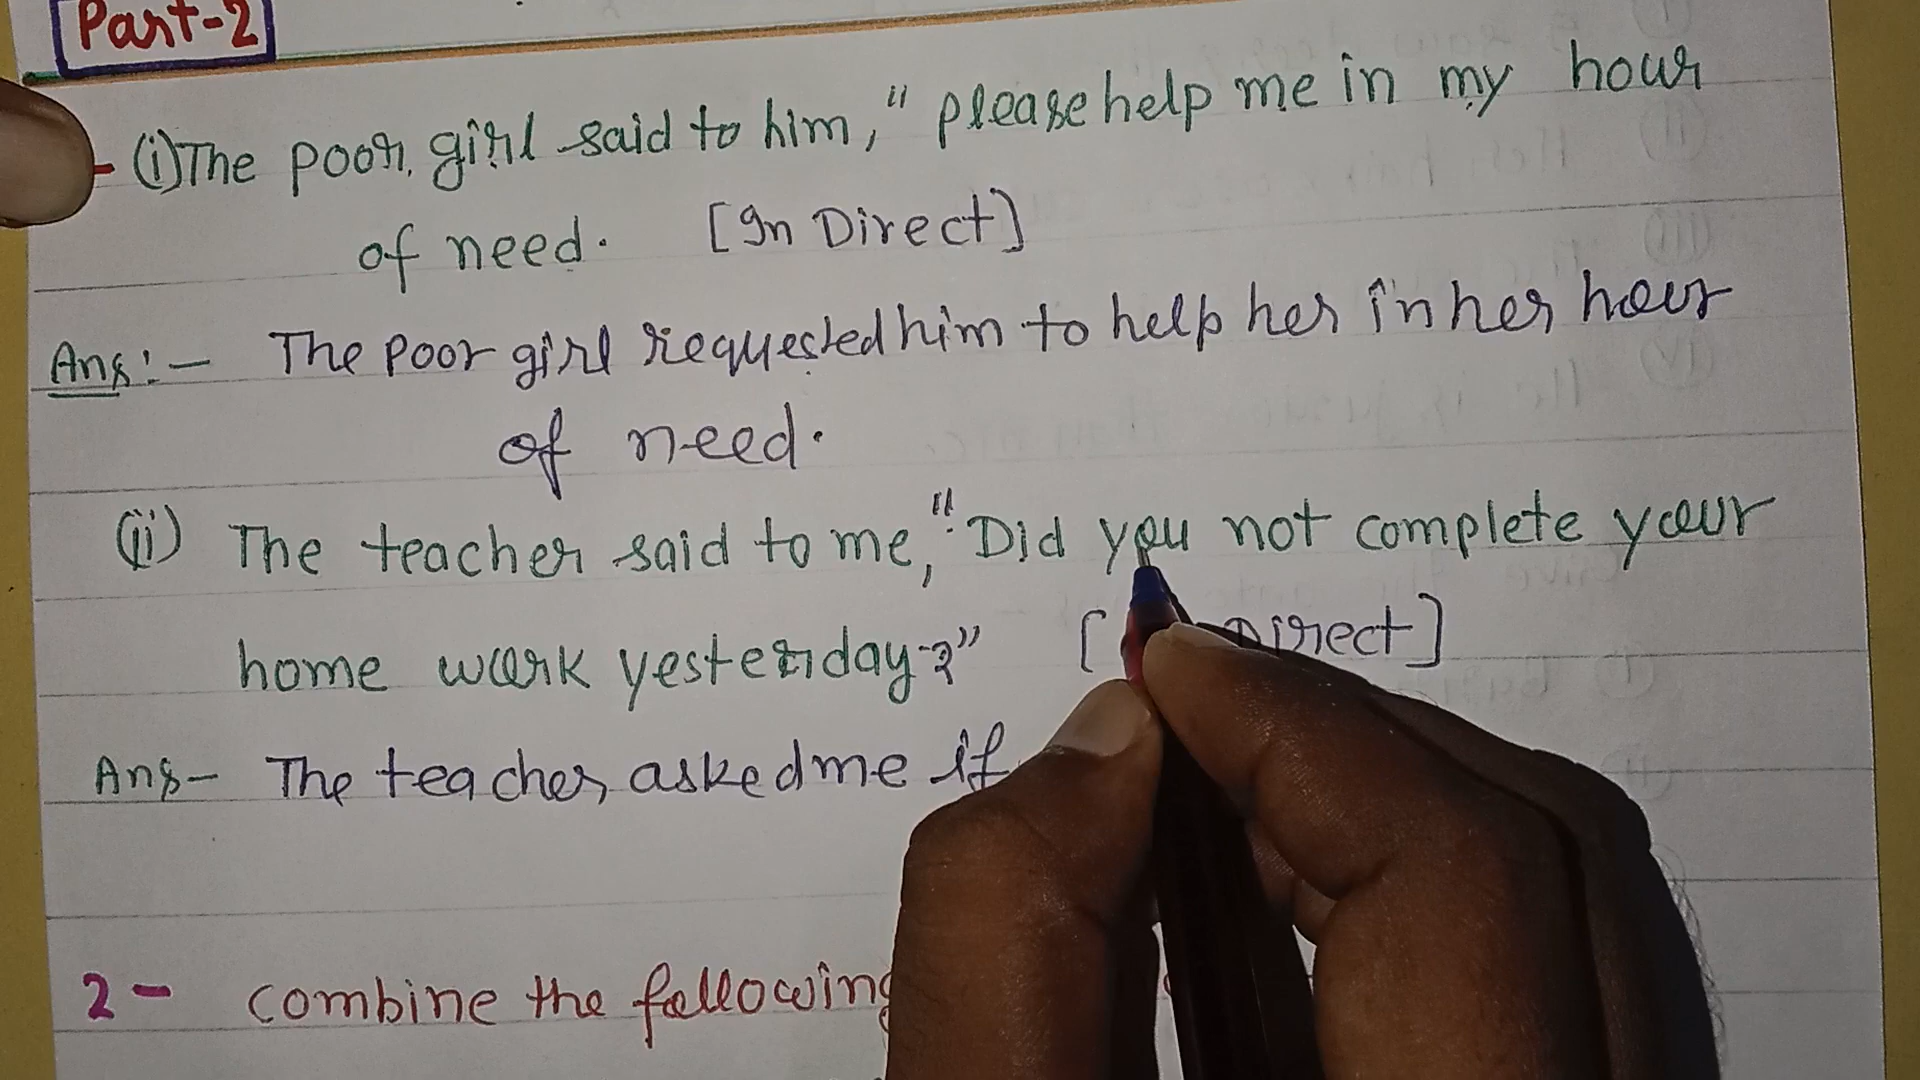 Part-2
(i) The poor girl said to him, "please help me in my hour
of need. [In Direct]
Ans:- The poor girl requested him to help her in her hour
of need.
(ii) The teacher said to me, "Did you not complete your
home work yesterday?" [ Direct]
Ans- The teacher asked me if
2- combine the following